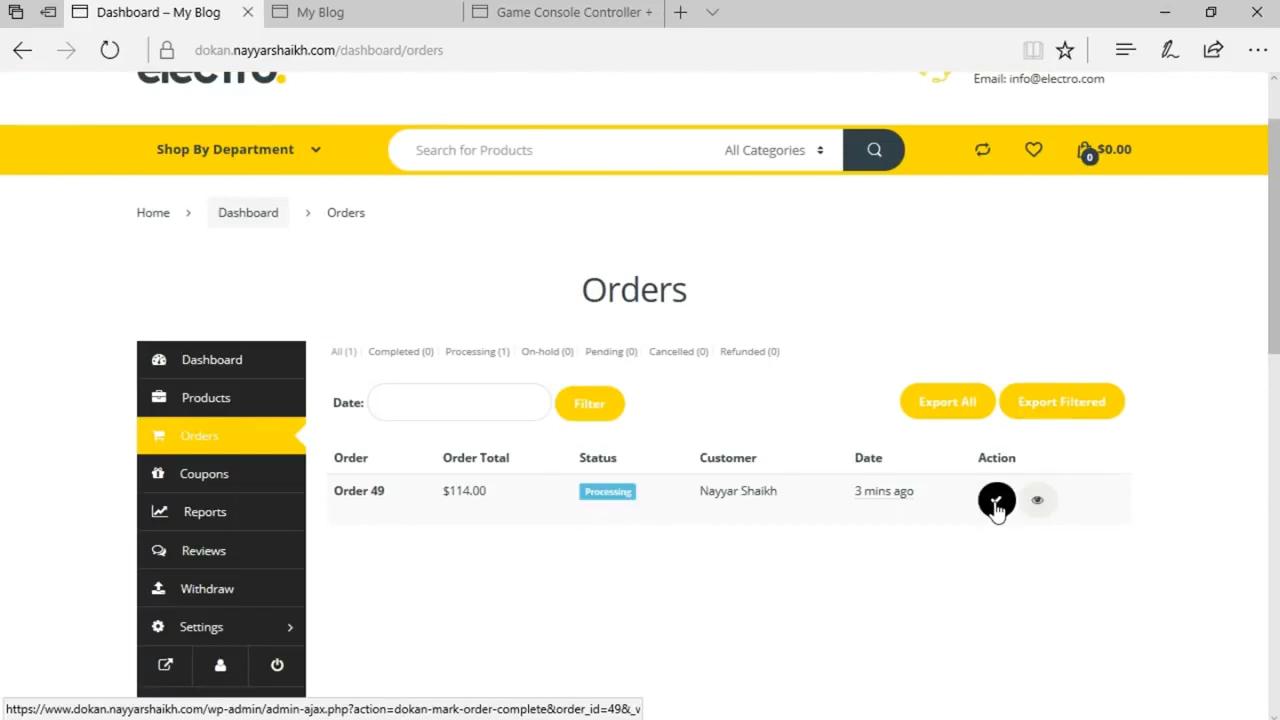 Dashboard – My Blog
My Blog
Game Console Controller +
dokan.nayyarshaikh.com/dashboard/orders
electro.
Email: info@electro.com
Shop By Department
Search for Products
All Categories
0
$0.00
Home > Dashboard > Orders
Orders
Dashboard
Products
Orders
Coupons
Reports
Reviews
Withdraw
Settings
All (1) Completed (0) Processing (1) On-hold (0) Pending (0) Cancelled (0) Refunded (0)
Date:
Filter
Export All
Export Filtered
Order Order Total Status Customer Date Action
Order 49 $114.00 Processing Nayyar Shaikh 3 mins ago
https://www.dokan.nayyarshaikh.com/wp-admin/admin-ajax.php?action=dokan-mark-order-complete&order_id=49&_w